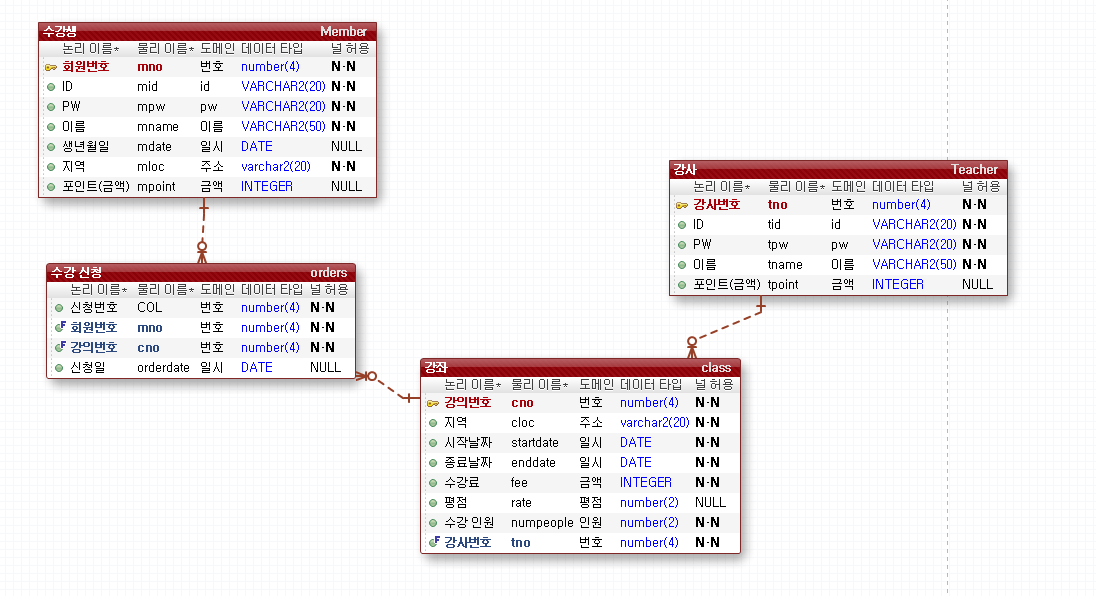 수강생 Member
논리 이름* 물리 이름* 도메인 데이터 타입 널 허용
회원번호 mno 번호 number(4) N·N
ID mid id VARCHAR2(20) N·N
PW mpw pw VARCHAR2(20) N·N
이름 mname 이름 VARCHAR2(50) N·N
생년월일 mdate 일시 DATE NULL
지역 mloc 주소 varchar2(20) N·N
포인트(금액) mpoint 금액 INTEGER NULL
강사 Teacher
논리 이름* 물리 이름* 도메인 데이터 타입 널 허용
강사번호 tno 번호 number(4) N·N
ID tid id VARCHAR2(20) N·N
PW tpw pw VARCHAR2(20) N·N
이름 tname 이름 VARCHAR2(50) N·N
포인트(금액) tpoint 금액 INTEGER NULL
수강 신청 orders
논리 이름* 물리 이름* 도메인 데이터 타입 널 허용
신청번호 COL 번호 number(4) N·N
F 회원번호 mno 번호 number(4) N·N
F 강의번호 cno 번호 number(4) N·N
신청일 orderdate 일시 DATE NULL
강좌 class
논리 이름* 물리 이름* 도메인 데이터 타입 널 허용
강의번호 cno 번호 number(4) N·N
지역 cloc 주소 varchar2(20) N·N
시작날짜 startdate 일시 DATE N·N
종료날짜 enddate 일시 DATE N·N
수강료 fee 금액 INTEGER N·N
평점 rate 평점 number(2) NULL
수강 인원 numpeople 인원 number(2) N·N
F 강사번호 tno 번호 number(4) N·N